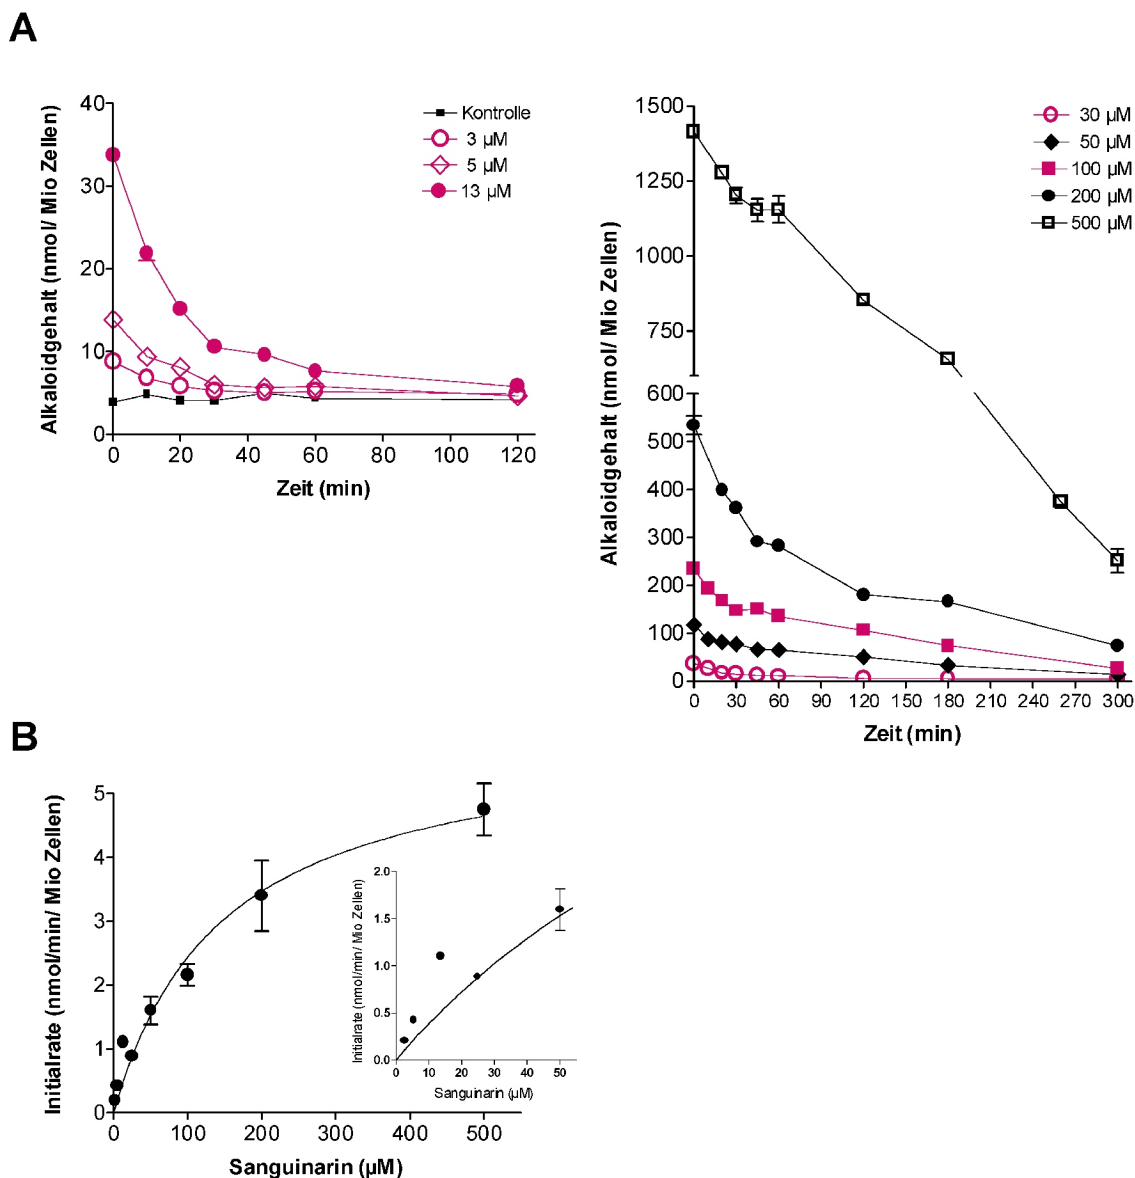 A
Alkaloidgehalt (nmol/ Mio Zellen)
40
30
20
10
0
0 20 40 60 80 100 120
Zeit (min)
Kontrolle
3 µM
5 µM
13 µM
Alkaloidgehalt (nmol/ Mio Zellen)
1500
1250
1000
750
600
500
400
300
200
100
0
0 30 60 90 120 150 180 210 240 270 300
Zeit (min)
30 µM
50 µM
100 µM
200 µM
500 µM
B
Initialrate (nmol/min/ Mio Zellen)
5
4
3
2
1
0
0 100 200 300 400 500
Sanguinarin (µM)
Initialrate (nmol/min/ Mio Zellen)
2.0
1.5
1.0
0.5
0.0
0 10 20 30 40 50
Sanguinarin (µM)